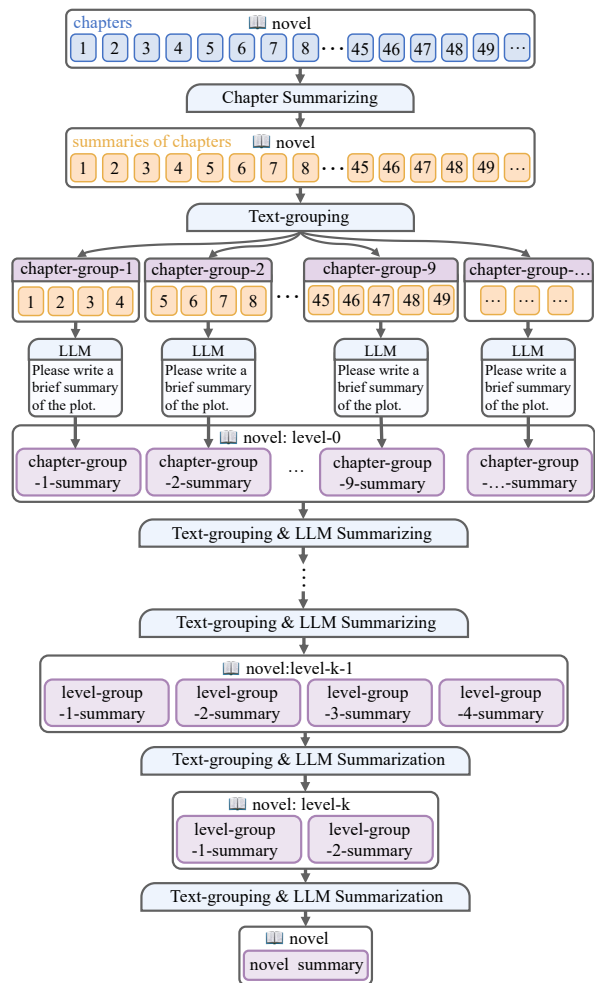 chapters
novel
1 2 3 4 5 6 7 8 ··· 45 46 47 48 49 ···
Chapter Summarizing
summaries of chapters
novel
1 2 3 4 5 6 7 8 ··· 45 46 47 48 49 ···
Text-grouping
chapter-group-1
1 2 3 4
chapter-group-2
5 6 7 8
···
chapter-group-9
45 46 47 48 49
chapter-group-...
··· ··· ···
LLM
Please write a
brief summary
of the plot.
LLM
Please write a
brief summary
of the plot.
LLM
Please write a
brief summary
of the plot.
LLM
Please write a
brief summary
of the plot.
novel: level-0
chapter-group
-1-summary
chapter-group
-2-summary
...
chapter-group
-9-summary
chapter-group
-...-summary
Text-grouping & LLM Summarizing
Text-grouping & LLM Summarizing
novel:level-k-1
level-group
-1-summary
level-group
-2-summary
level-group
-3-summary
level-group
-4-summary
Text-grouping & LLM Summarization
novel: level-k
level-group
-1-summary
level-group
-2-summary
Text-grouping & LLM Summarization
novel
novel summary